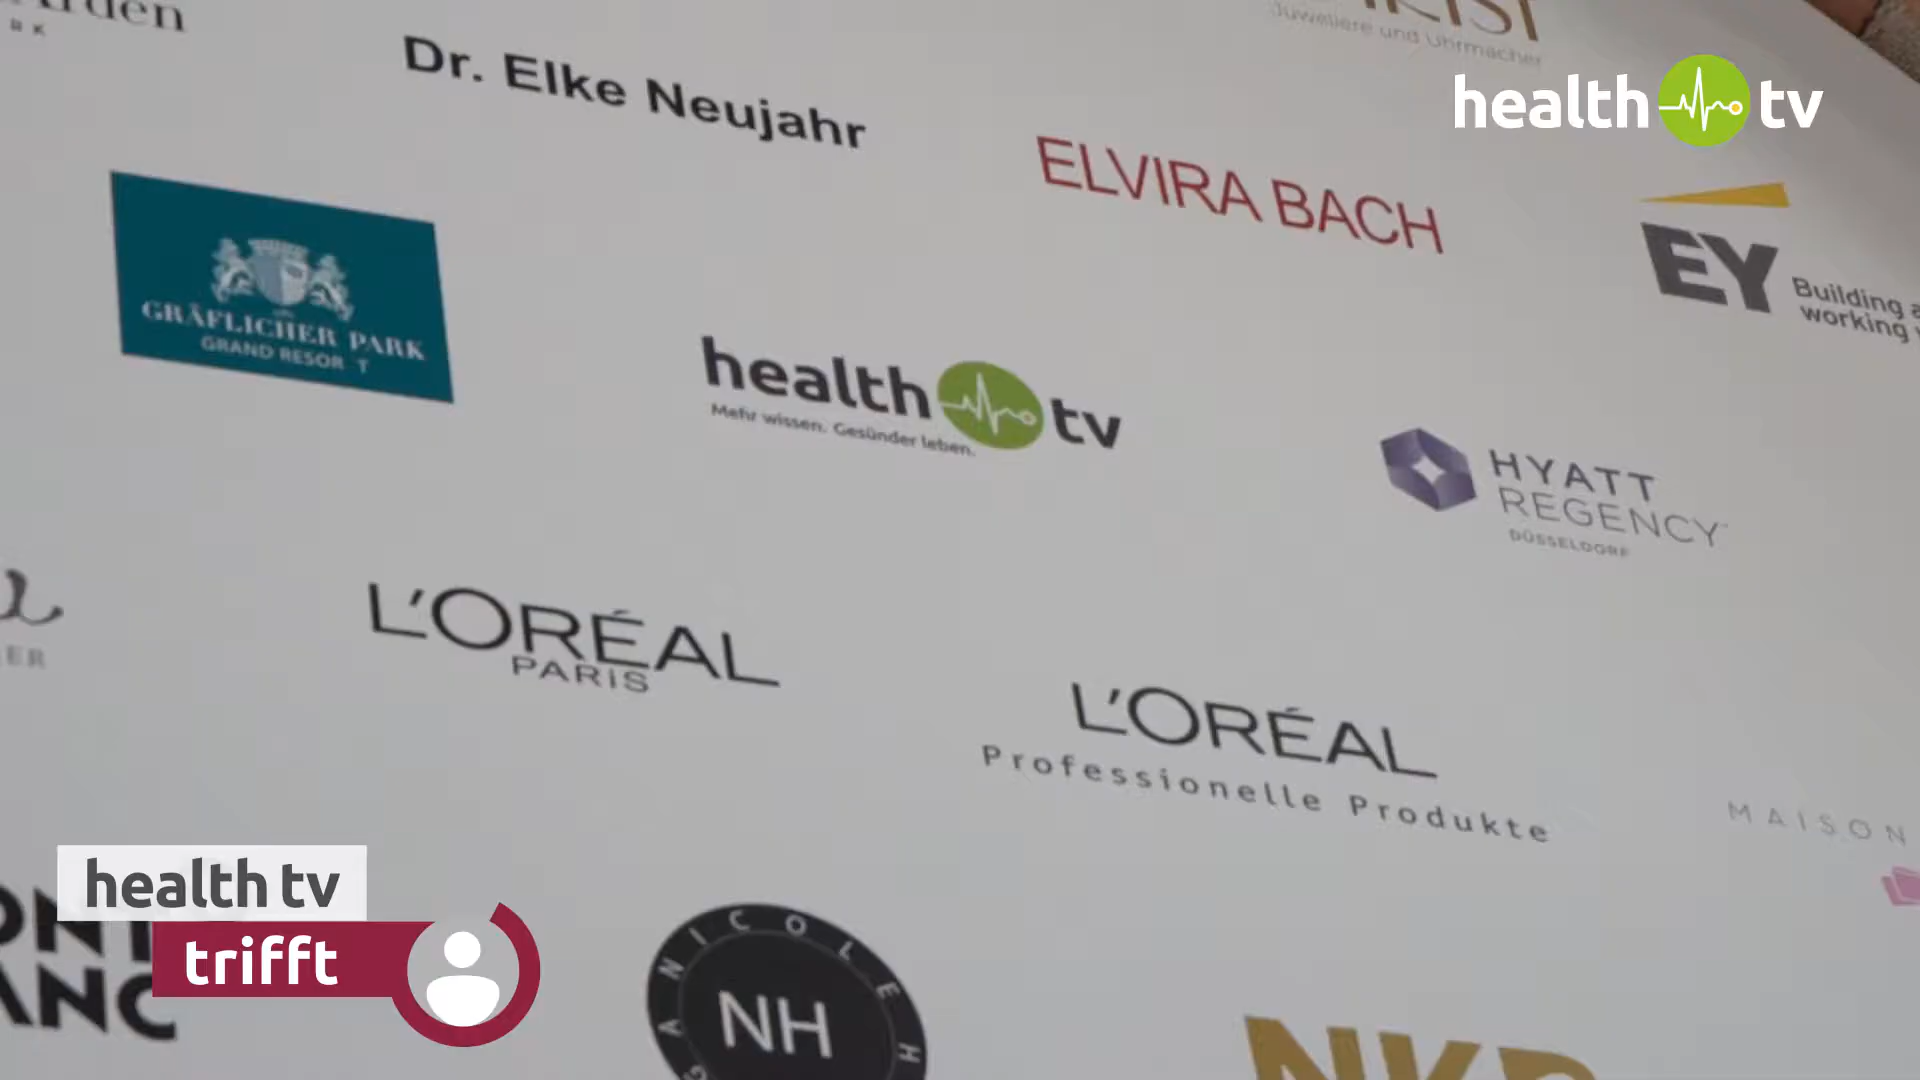 Juweliere und Uhrmacher
Dr. Elke Neujahr
health tv
ELVIRA BACH
EY
Building a
working
GRÄFLICHER PARK
GRAND RESORT
health tv
Mehr wissen. Gesünder leben.
HYATT
REGENCY
DÜSSELDORF
L'ORÉAL
PARIS
L'ORÉAL
Professionelle Produkte
MAISON
health tv
trifft
NICOLE H
NH